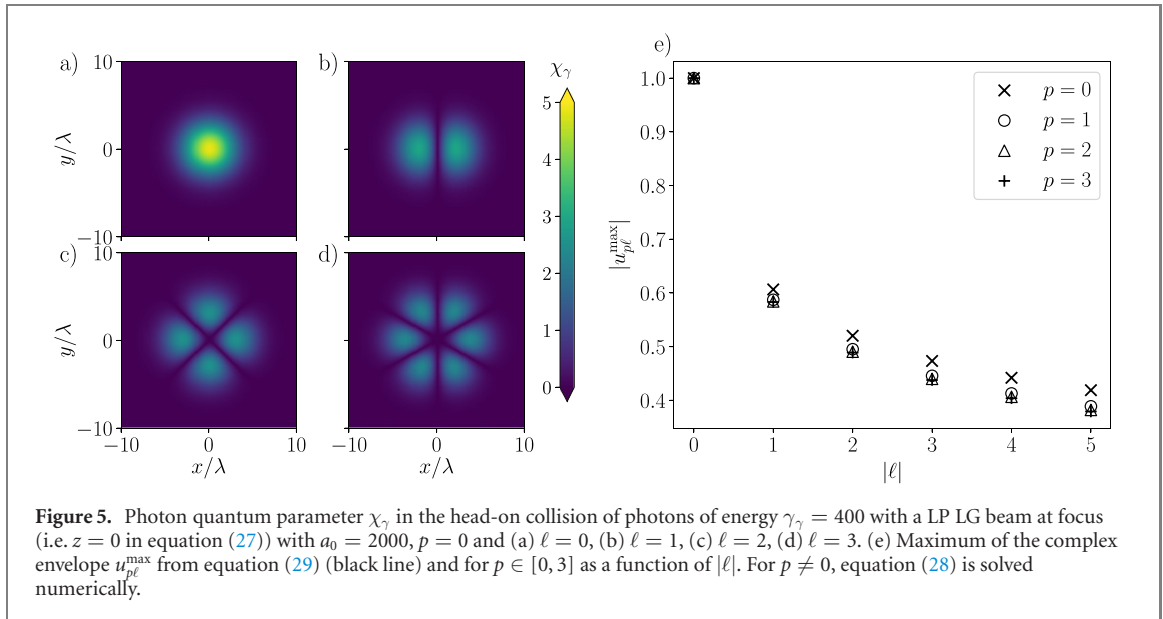 a)
10
0
−10
y/λ
b)
χγ
5
4
3
2
1
0
c)
10
0
−10
y/λ
−10 0 10
x/λ
d)
−10 0 10
x/λ
e)
1.0
0.9
0.8
0.7
0.6
0.5
0.4
|u_{pℓ}^{max}|
p = 0
p = 1
p = 2
p = 3
0 1 2 3 4 5
|ℓ|
Figure 5. Photon quantum parameter χγ in the head-on collision of photons of energy γγ = 400 with a LP LG beam at focus
(i.e. z = 0 in equation (27)) with a₀ = 2000, p = 0 and (a) ℓ = 0, (b) ℓ = 1, (c) ℓ = 2, (d) ℓ = 3. (e) Maximum of the complex
envelope u_{pℓ}^{max} from equation (29) (black line) and for p ∈ [0, 3] as a function of |ℓ|. For p ≠ 0, equation (28) is solved
numerically.